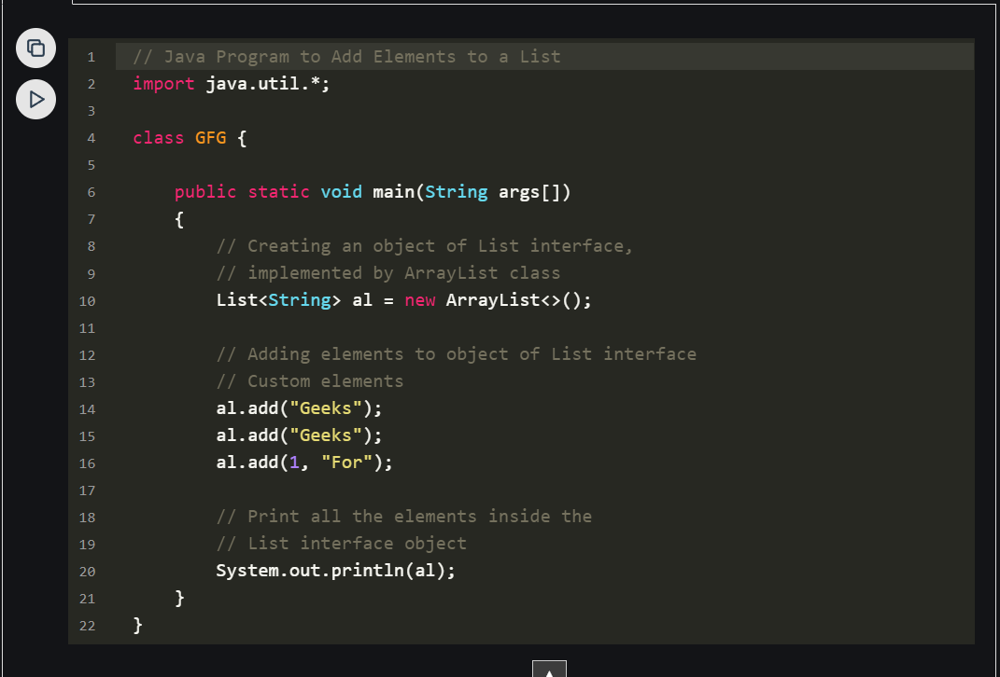 1 // Java Program to Add Elements to a List
2 import java.util.*;
3
4 class GFG {
5
6     public static void main(String args[])
7     {
8         // Creating an object of List interface,
9         // implemented by ArrayList class
10         List<String> al = new ArrayList<>();
11
12         // Adding elements to object of List interface
13         // Custom elements
14         al.add("Geeks");
15         al.add("Geeks");
16         al.add(1, "For");
17
18         // Print all the elements inside the
19         // List interface object
20         System.out.println(al);
21     }
22 }